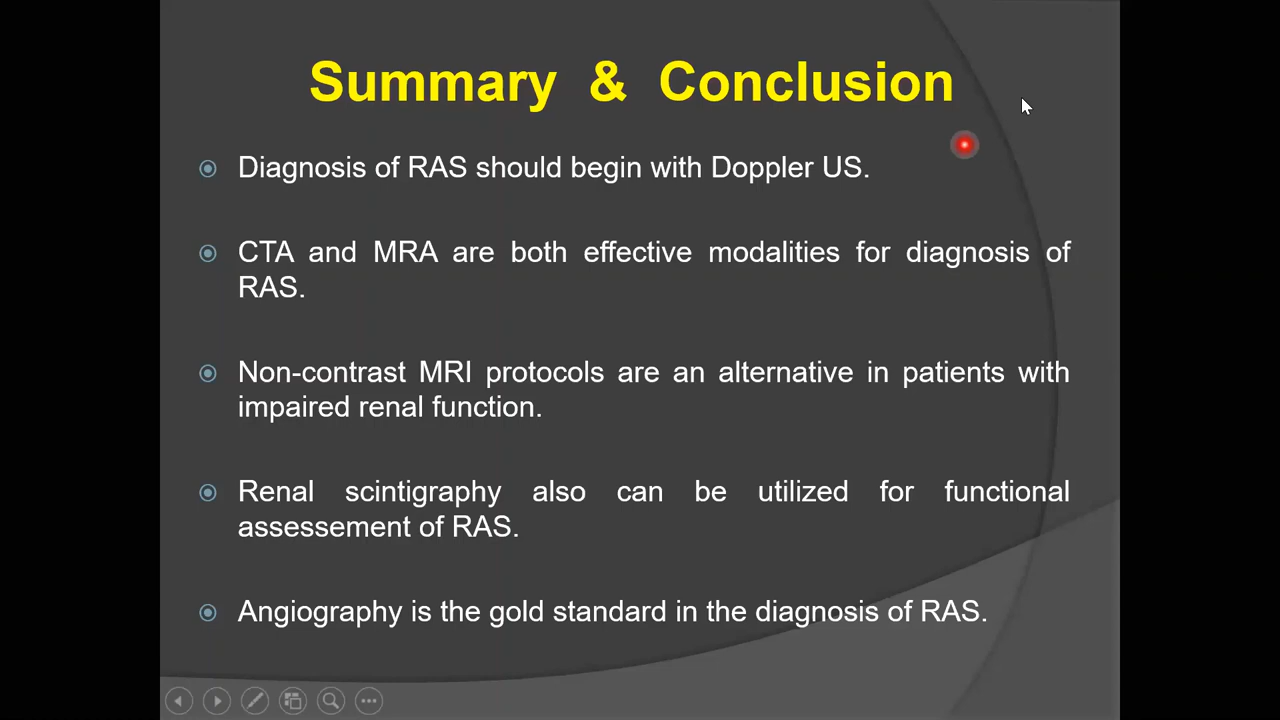 Summary & Conclusion
Diagnosis of RAS should begin with Doppler US.
CTA and MRA are both effective modalities for diagnosis of
RAS.
Non-contrast MRI protocols are an alternative in patients with
impaired renal function.
Renal scintigraphy also can be utilized for functional
assessement of RAS.
Angiography is the gold standard in the diagnosis of RAS.